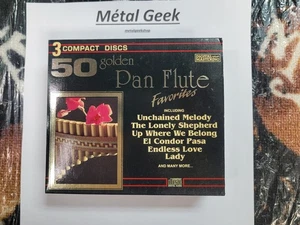 Métal Geek
3 COMPACT DISCS
50 golden
Pan Flute
Favorites
INCLUDING
Unchained Melody
The Lonely Shepherd
Up Where We Belong
El Condor Pasa
Endless Love
Lady
AND MANY MORE...